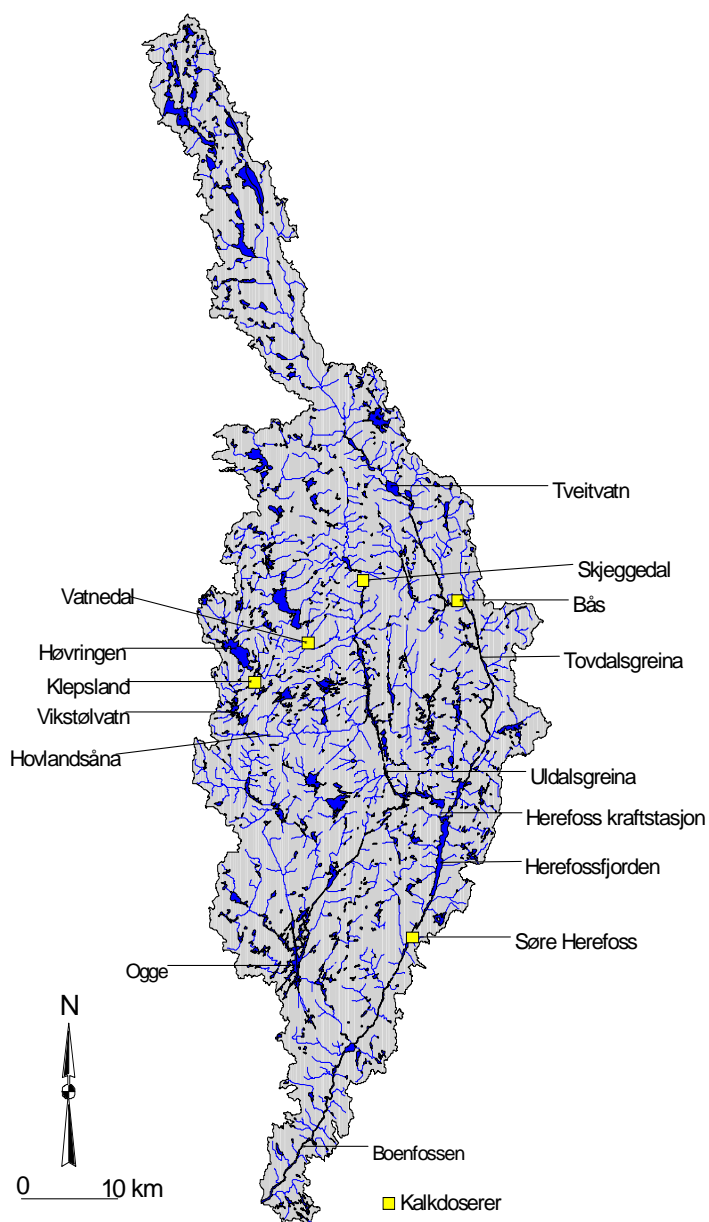 Tveitvatn
Skjeggedal
Vatnedal
Bås
Høvringen
Tovdalsgreina
Klepsland
Vikstølvatn
Hovlandsåna
Uldalsgreina
Herefoss kraftstasjon
Herefossfjorden
Søre Herefoss
Ogge
N
Boenfossen
0 10 km
Kalkdoserer